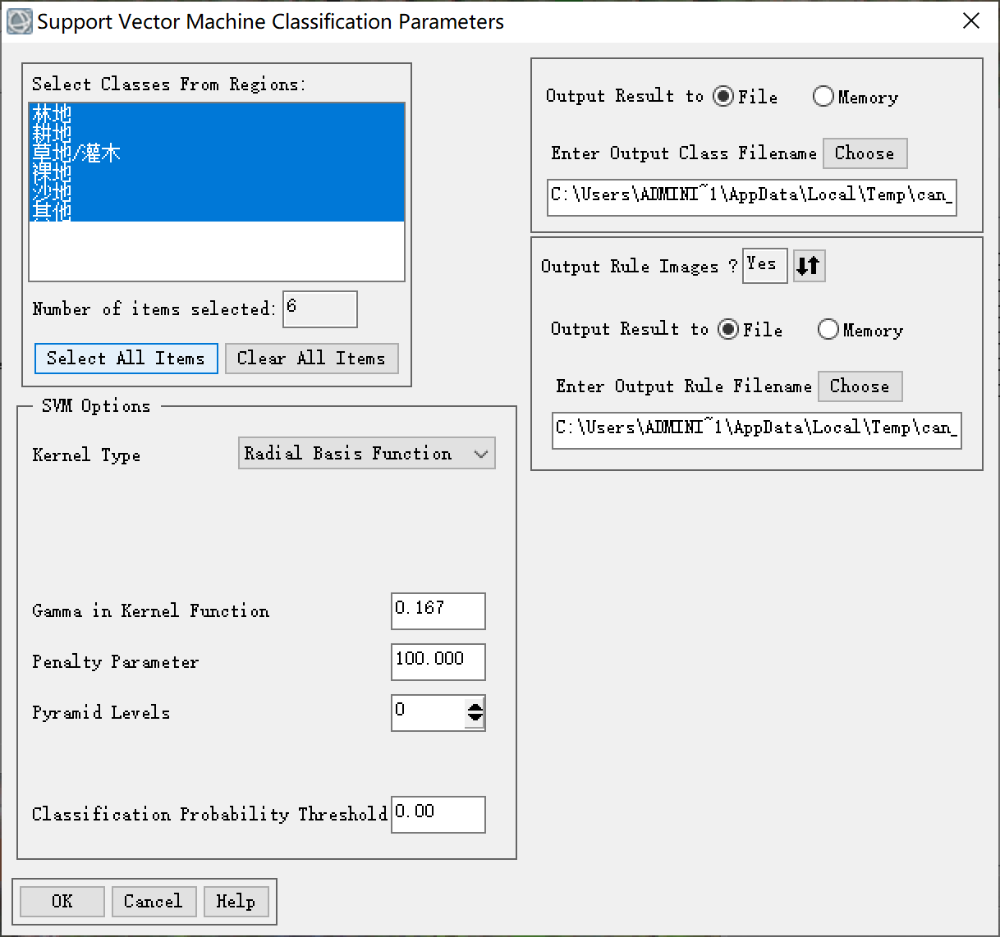 Support Vector Machine Classification Parameters
Select Classes From Regions:
林地
耕地
草地/灌木
裸地
沙地
其他
Number of items selected: 6
Select All Items Clear All Items
SVM Options
Kernel Type Radial Basis Function
Gamma in Kernel Function 0.167
Penalty Parameter 100.000
Pyramid Levels 0
Classification Probability Threshold 0.00
OK Cancel Help
Output Result to File Memory
Enter Output Class Filename Choose
C:\Users\ADMINI~1\AppData\Local\Temp\can_
Output Rule Images ? Yes
Output Result to File Memory
Enter Output Rule Filename Choose
C:\Users\ADMINI~1\AppData\Local\Temp\can_